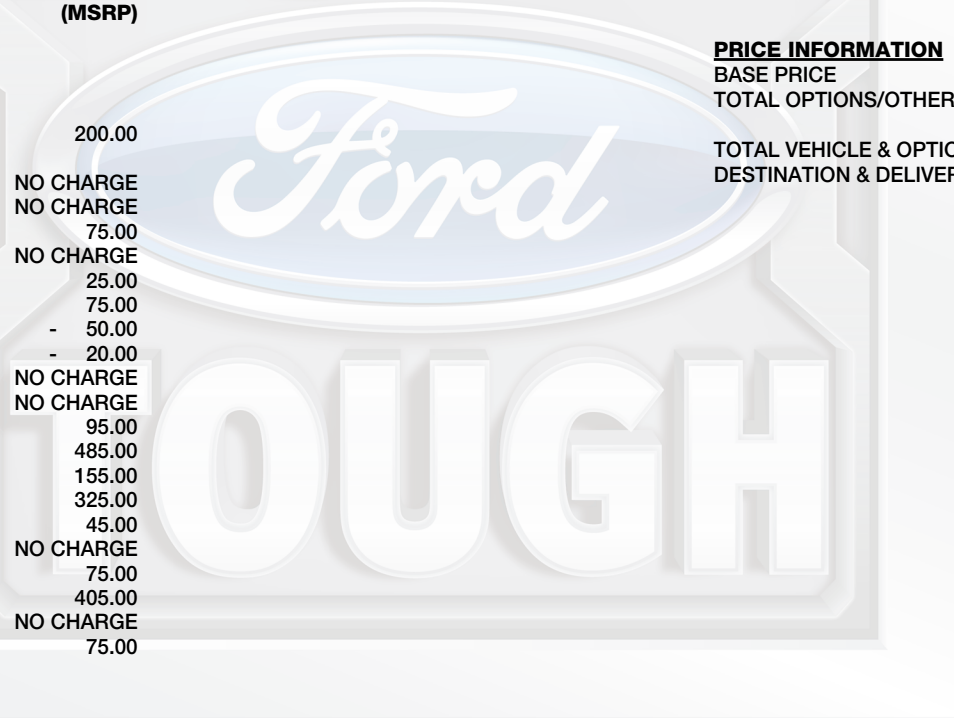 (MSRP)
200.00
NO CHARGE
NO CHARGE
75.00
NO CHARGE
25.00
75.00
- 50.00
- 20.00
NO CHARGE
NO CHARGE
95.00
485.00
155.00
325.00
45.00
NO CHARGE
75.00
405.00
NO CHARGE
75.00
PRICE INFORMATION
BASE PRICE
TOTAL OPTIONS/OTHER
TOTAL VEHICLE & OPTIO
DESTINATION & DELIVER
Ford
TOUGH